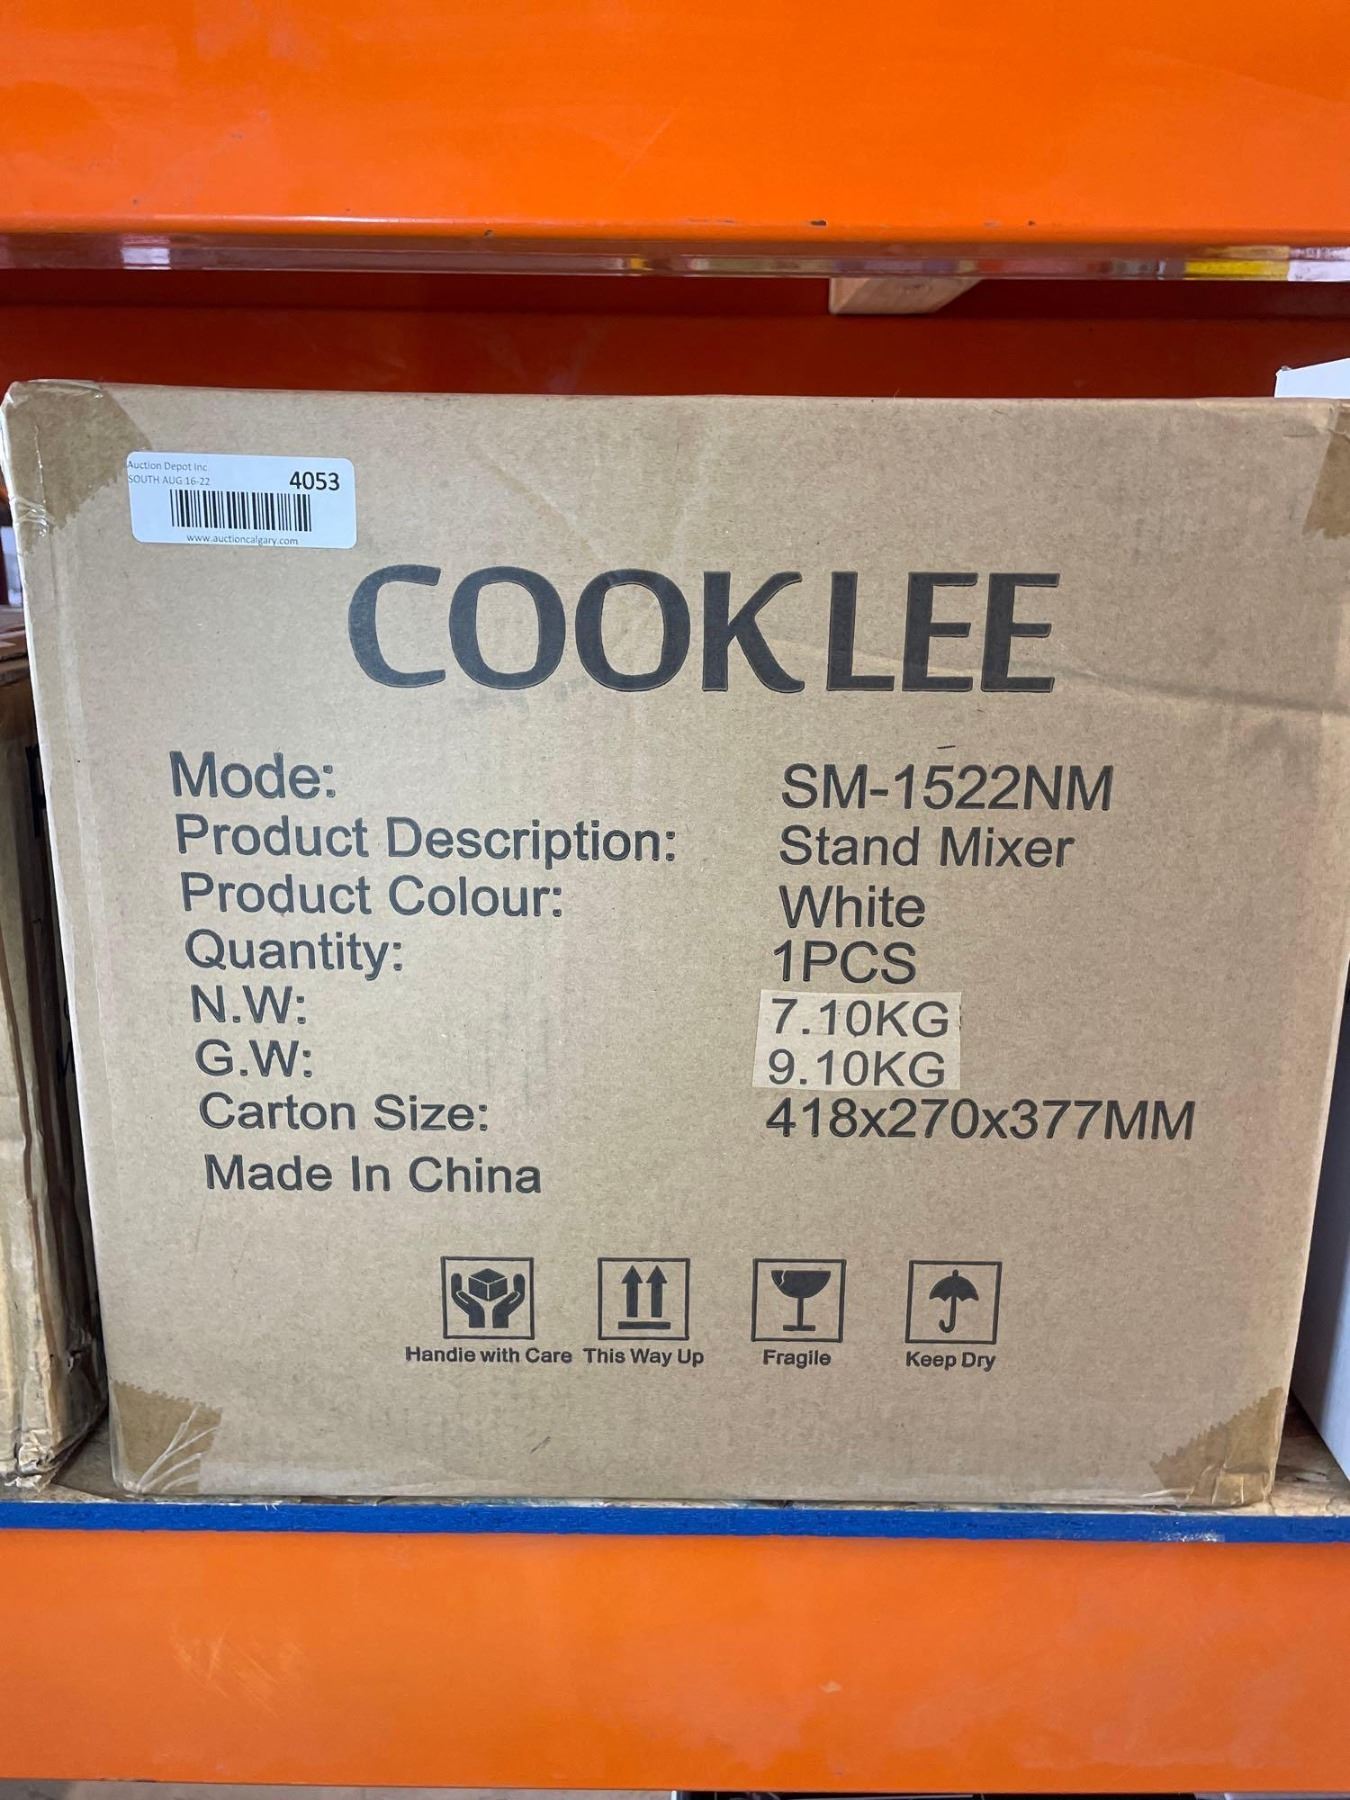 Auction Depot Inc
SOUTH AUG 16-22 4053
www.auctioncalgary.com
COOKLEE
Mode: SM-1522NM
Product Description: Stand Mixer
Product Colour: White
Quantity: 1PCS
N.W: 7.10KG
G.W: 9.10KG
Carton Size: 418x270x377MM
Made In China
Handie with Care This Way Up Fragile Keep Dry